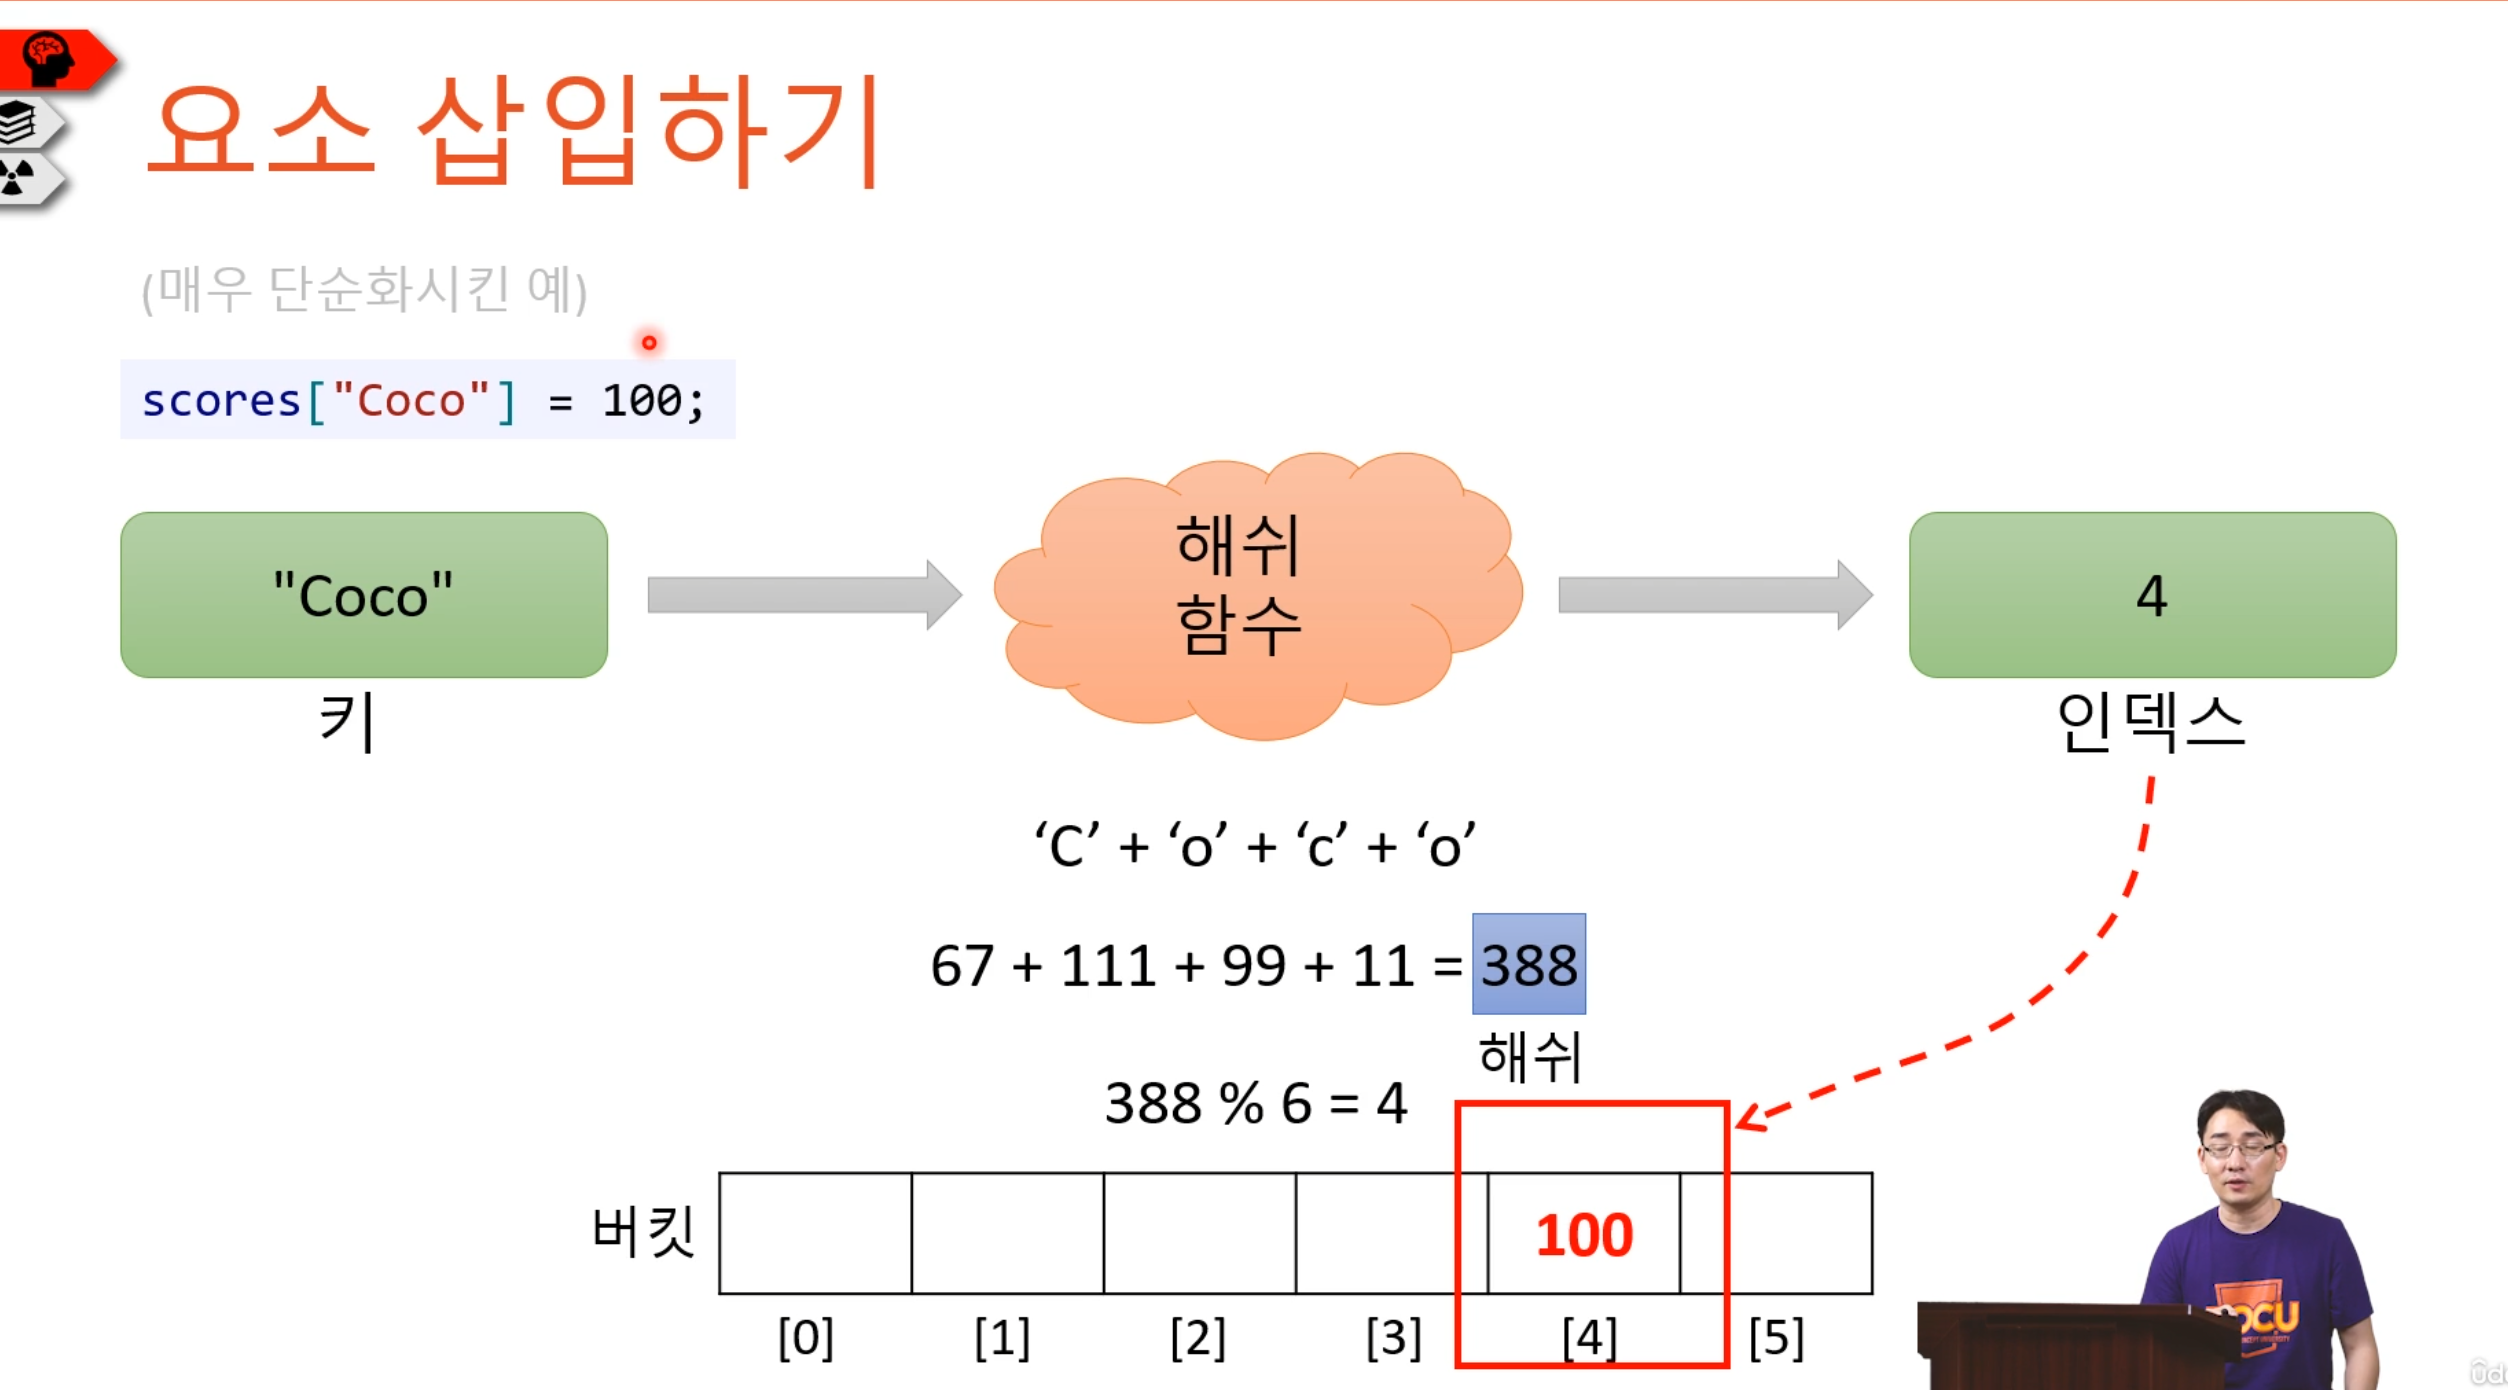 요소 삽입하기
(매우 단순화시킨 예)
scores["Coco"] = 100;
"Coco"
해쉬
함수
4
키
인덱스
‘C’ + ‘o’ + ‘c’ + ‘o’
67 + 111 + 99 + 11 = 388
해쉬
388 % 6 = 4
버킷
100
[0] [1] [2] [3] [4] [5]
OCU